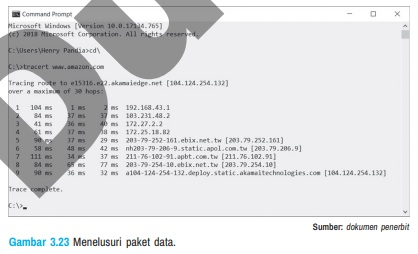 Command Prompt
Microsoft Windows [Version 10.0.17134.765]
(c) 2018 Microsoft Corporation. All rights reserved.
C:\Users\Henry Pandia>cd\
C:\>tracert www.amazon.com
Tracing route to e15316.e22.akamaiedge.net [104.124.254.132]
over a maximum of 30 hops:
1 104 ms 1 ms 2 ms 192.168.43.1
2 84 ms 37 ms 37 ms 103.231.48.2
3 41 ms 36 ms 40 ms 172.27.2.2
4 61 ms 37 ms 38 ms 172.25.18.82
5 90 ms 37 ms 29 ms 203-79-252-161.ebix.net.tw [203.79.252.161]
6 58 ms 48 ms 42 ms nh203-79-206-9.static.apol.com.tw [203.79.206.9]
7 111 ms 34 ms 37 ms 211-76-102-91.apbt.com.tw [211.76.102.91]
8 84 ms 65 ms 77 ms 203-79-254-10.ebix.net.tw [203.79.254.10]
9 90 ms 36 ms 32 ms a104-124-254-132.deploy.static.akamaitechnologies.com [104.124.254.132]
Trace complete.
C:\>_
Sumber: dokumen penerbit
Gambar 3.23 Menelusuri paket data.